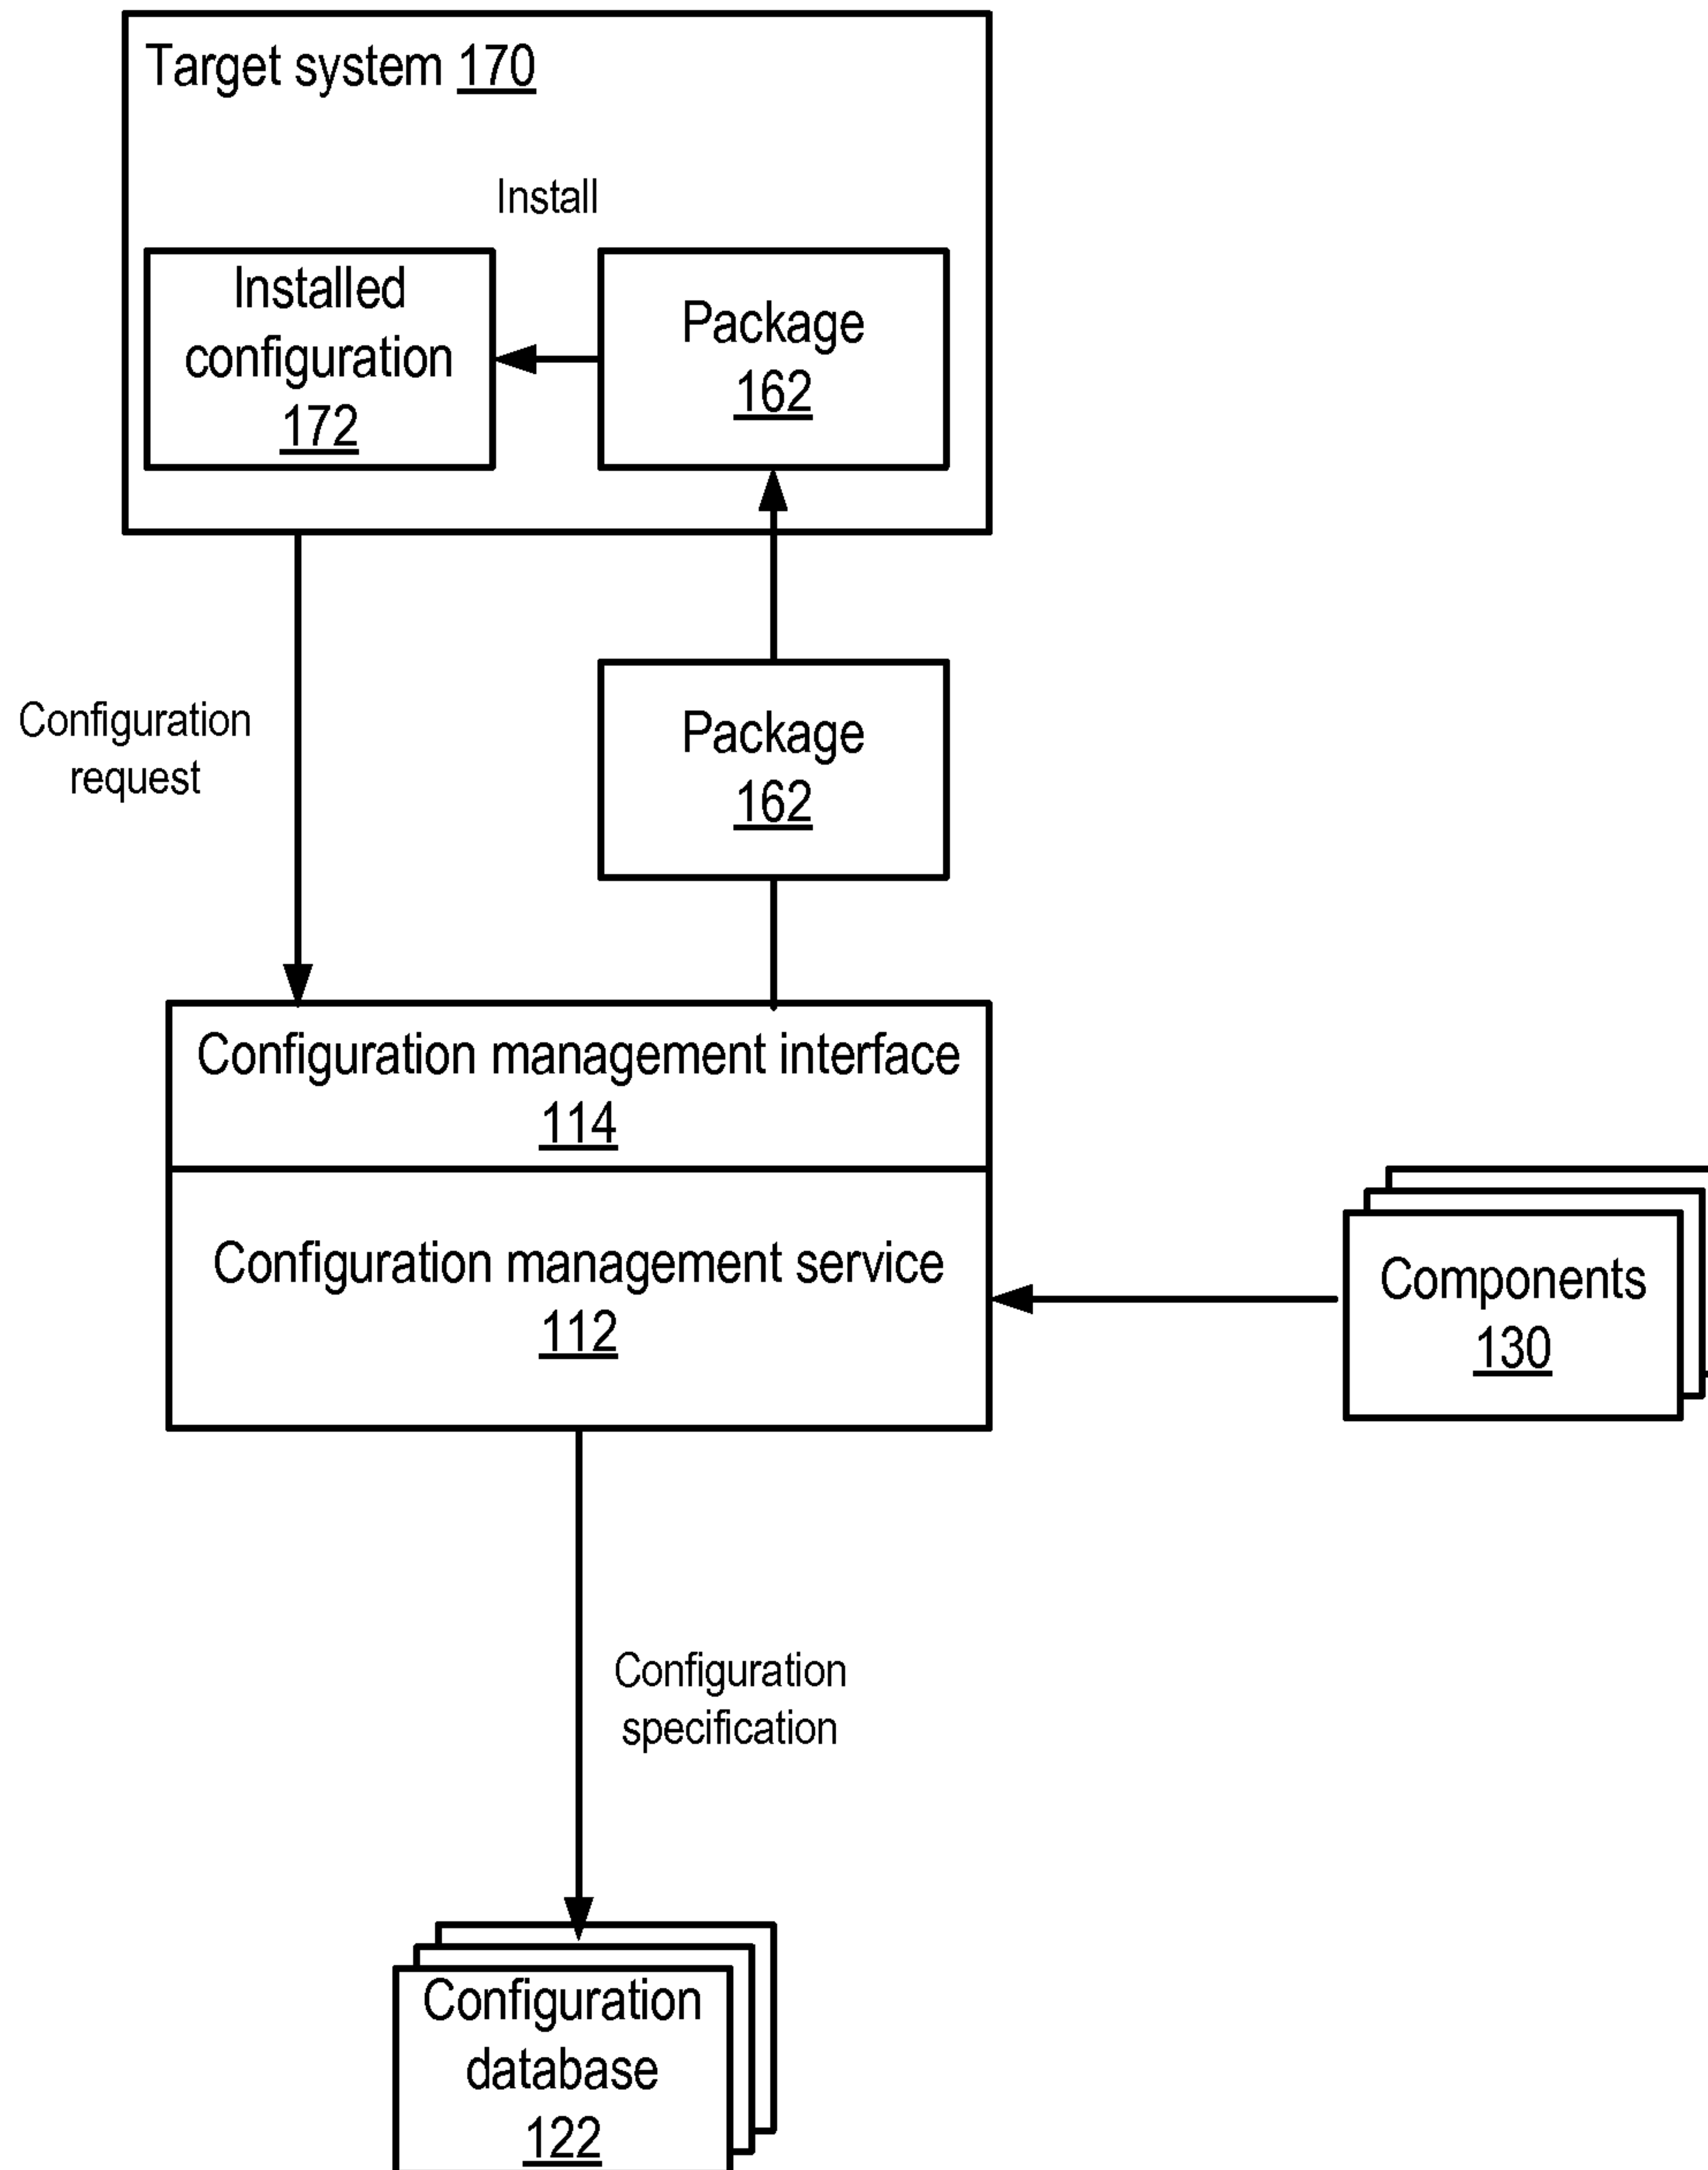 Target system 170
Install
Installed
configuration
172
Package
162
Configuration
request
Package
162
Configuration management interface
114
Configuration management service
112
Components
130
Configuration
specification
Configuration
database
122